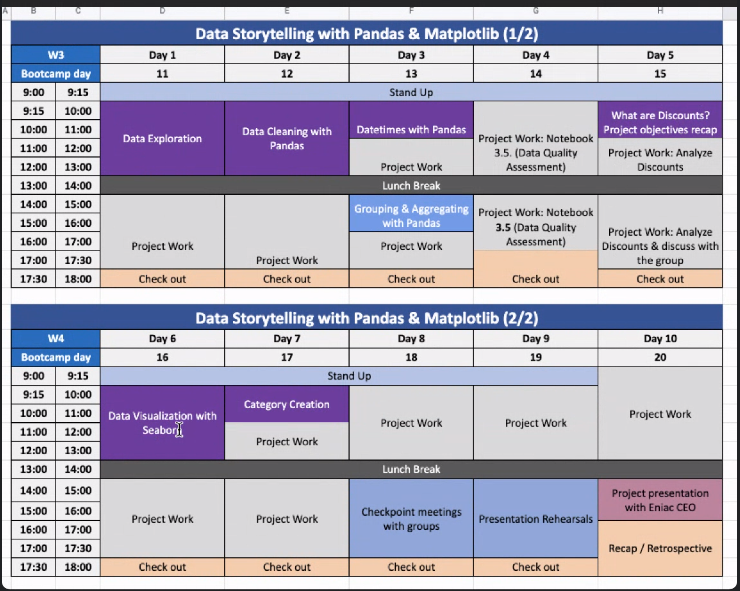 A B C D E F G H
Data Storytelling with Pandas & Matplotlib (1/2)
W3 Day 1 Day 2 Day 3 Day 4 Day 5
Bootcamp day 11 12 13 14 15
9:00 9:15 Stand Up
9:15 10:00
10:00 11:00
11:00 12:00
12:00 13:00
Data Exploration
Data Cleaning with
Pandas
Datetimes with Pandas
Project Work
Project Work: Notebook
3.5. (Data Quality
Assessment)
What are Discounts?
Project objectives recap
Project Work: Analyze
Discounts
13:00 14:00 Lunch Break
14:00 15:00
15:00 16:00
16:00 17:00
17:00 17:30
Project Work
Project Work
Grouping & Aggregating
with Pandas
Project Work
Project Work: Notebook
3.5 (Data Quality
Assessment)
Project Work: Analyze
Discounts & discuss with
the group
17:30 18:00 Check out Check out Check out Check out Check out
Data Storytelling with Pandas & Matplotlib (2/2)
W4 Day 6 Day 7 Day 8 Day 9 Day 10
Bootcamp day 16 17 18 19 20
9:00 9:15 Stand Up
9:15 10:00
10:00 11:00
11:00 12:00
12:00 13:00
Data Visualization with
Seaborn
Category Creation
Project Work
Project Work
Project Work
Project Work
13:00 14:00 Lunch Break
14:00 15:00
15:00 16:00
16:00 17:00
17:00 17:30
Project Work
Project Work
Checkpoint meetings
with groups
Presentation Rehearsals
Project presentation
with Eniac CEO
Recap / Retrospective
17:30 18:00 Check out Check out Check out Check out